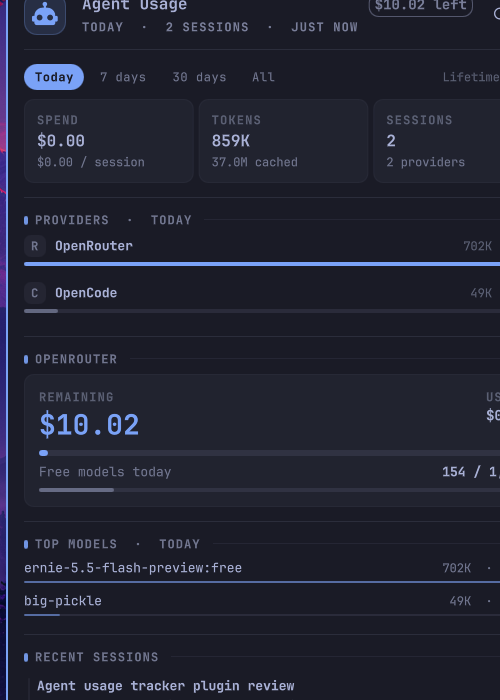 Agent Usage
$10.02 left
TODAY · 2 SESSIONS · JUST NOW
Today 7 days 30 days All Lifetime
SPEND TOKENS SESSIONS
$0.00 859K 2
$0.00 / session 37.0M cached 2 providers
PROVIDERS · TODAY
R OpenRouter 702K
C OpenCode 49K
OPENROUTER
REMAINING
$10.02
Free models today 154 / 1,
TOP MODELS · TODAY
ernie-5.5-flash-preview:free 702K ·
big-pickle 49K ·
RECENT SESSIONS
Agent usage tracker plugin review